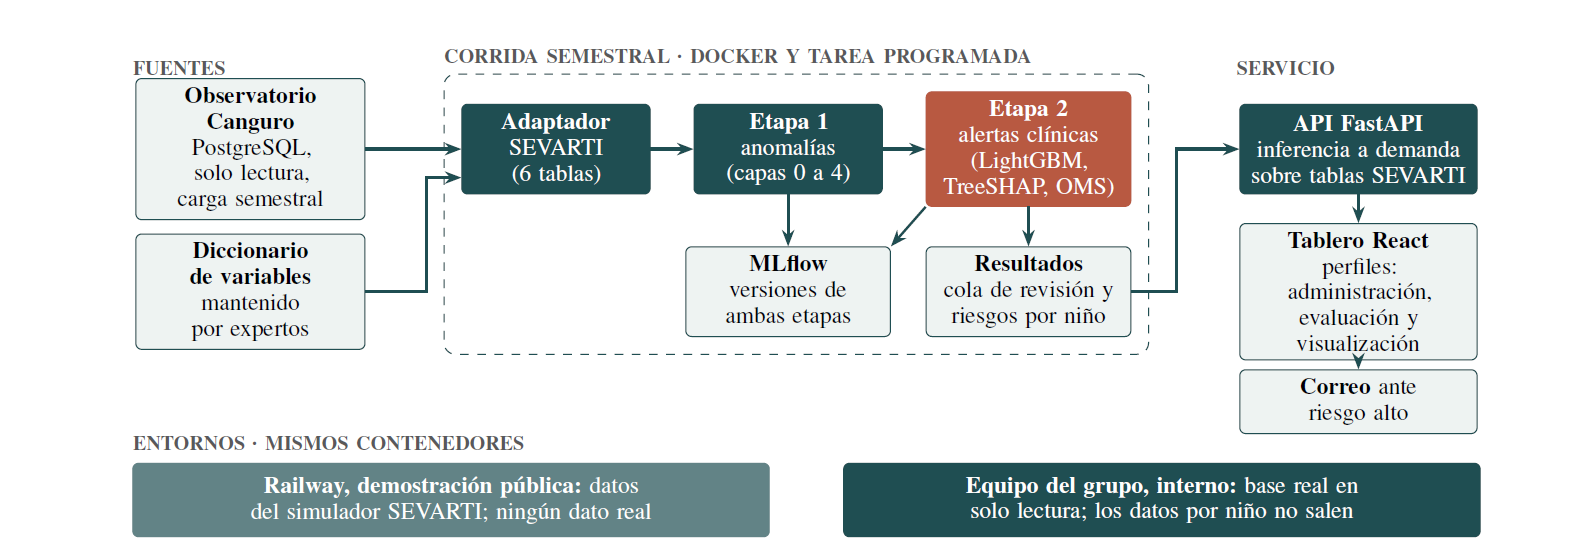 FUENTES
Observatorio
Canguro
PostgreSQL,
solo lectura,
carga semestral
Diccionario
de variables
mantenido
por expertos
CORRIDA SEMESTRAL · DOCKER Y TAREA PROGRAMADA
Adaptador
SEVARTI
(6 tablas)
Etapa 1
anomalías
(capas 0 a 4)
Etapa 2
alertas clínicas
(LightGBM,
TreeSHAP, OMS)
MLflow
versiones de
ambas etapas
Resultados
cola de revisión y
riesgos por niño
SERVICIO
API FastAPI
inferencia a demanda
sobre tablas SEVARTI
Tablero React
perfiles:
administración,
evaluación y
visualización
Correo ante
riesgo alto
ENTORNOS · MISMOS CONTENEDORES
Railway, demostración pública: datos
del simulador SEVARTI; ningún dato real
Equipo del grupo, interno: base real en
solo lectura; los datos por niño no salen